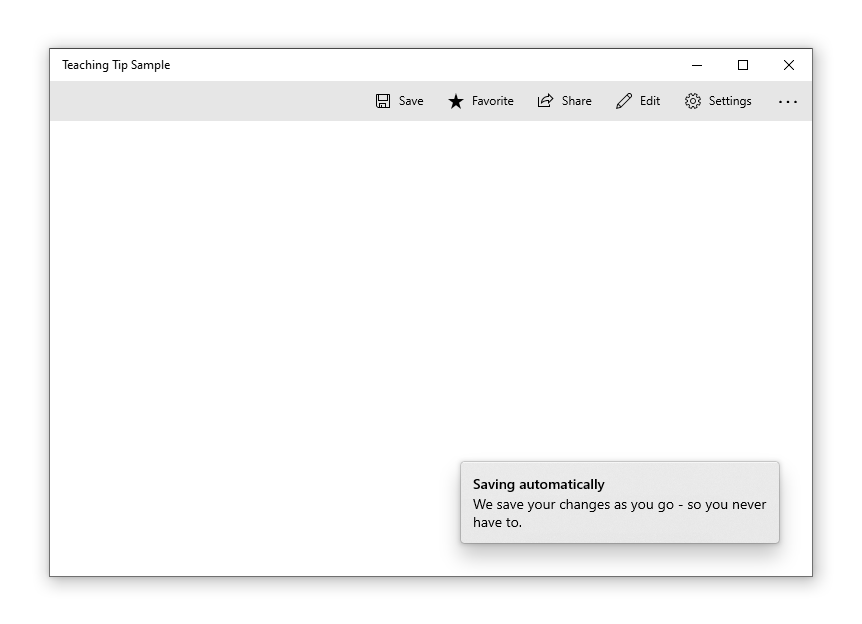 Teaching Tip Sample
Save Favorite Share Edit Settings
Saving automatically
We save your changes as you go - so you never
have to.